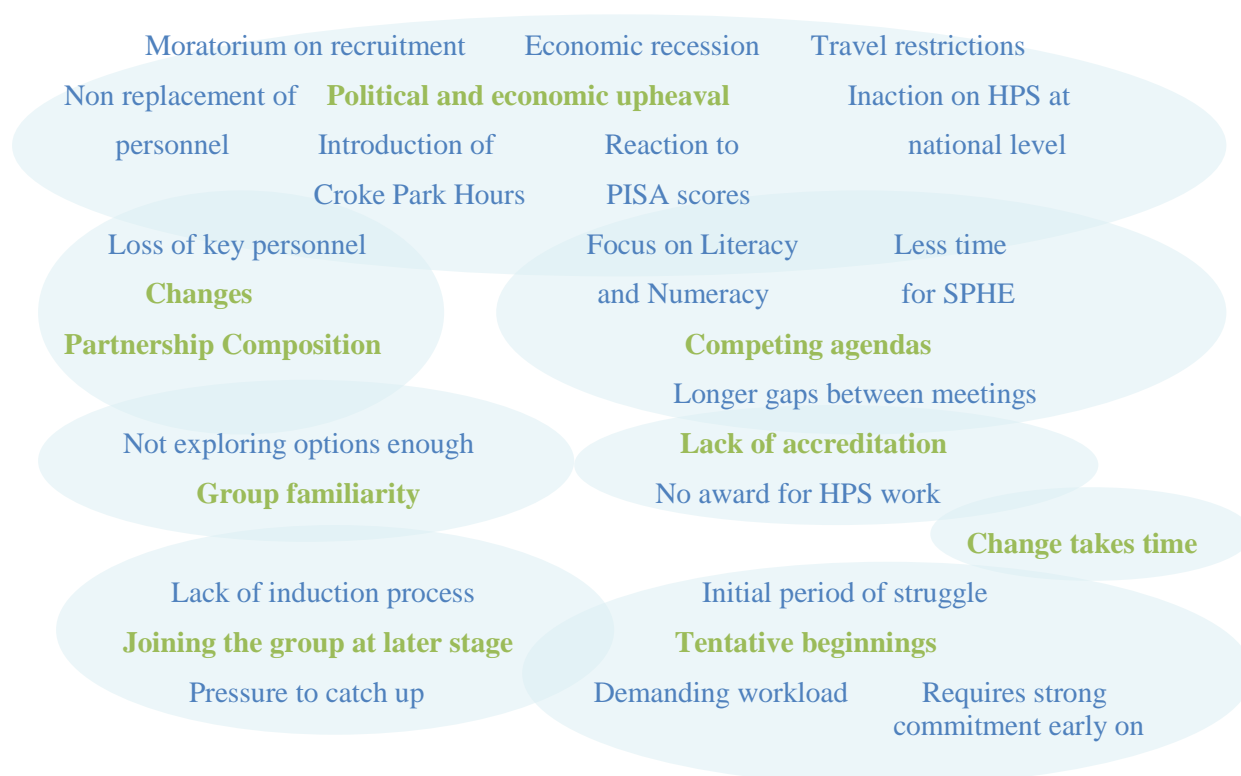 Moratorium on recruitment Economic recession Travel restrictions
Non replacement of Political and economic upheaval Inaction on HPS at
personnel Introduction of Reaction to national level
Croke Park Hours PISA scores
Loss of key personnel Focus on Literacy Less time
Changes and Numeracy for SPHE
Partnership Composition Competing agendas
Longer gaps between meetings
Not exploring options enough Lack of accreditation
Group familiarity No award for HPS work
Change takes time
Lack of induction process Initial period of struggle
Joining the group at later stage Tentative beginnings
Pressure to catch up Demanding workload Requires strong
commitment early on